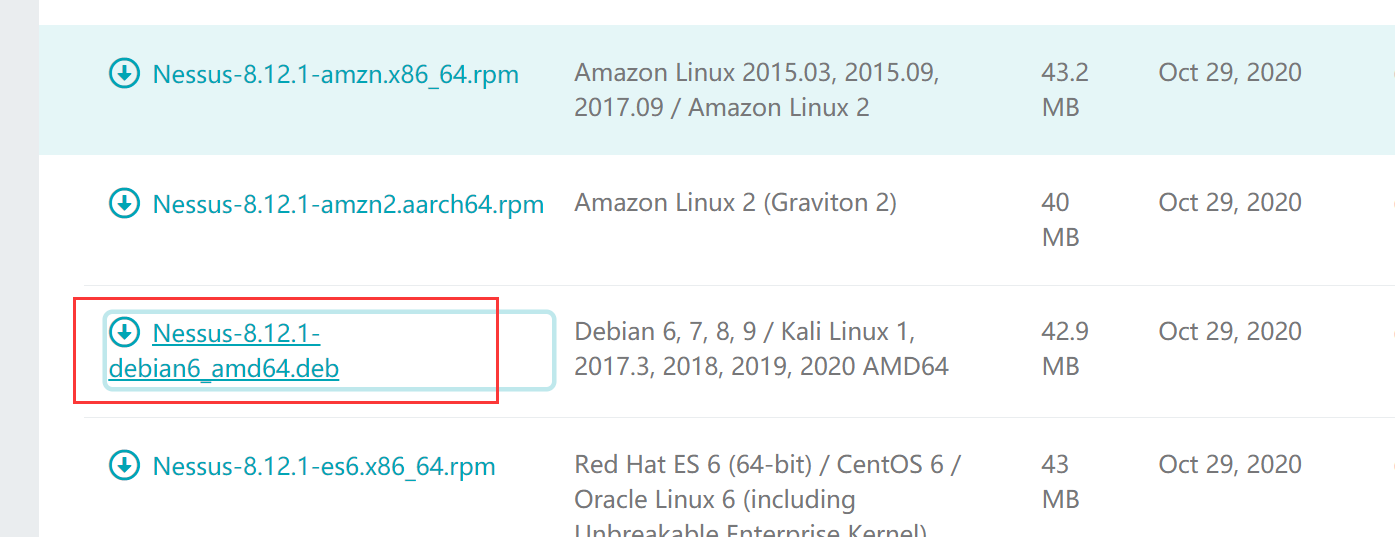 Nessus-8.12.1-amzn.x86_64.rpm
Amazon Linux 2015.03, 2015.09,
2017.09 / Amazon Linux 2
43.2
MB
Oct 29, 2020
Nessus-8.12.1-amzn2.aarch64.rpm
Amazon Linux 2 (Graviton 2)
40
MB
Oct 29, 2020
Nessus-8.12.1-
debian6_amd64.deb
Debian 6, 7, 8, 9 / Kali Linux 1,
2017.3, 2018, 2019, 2020 AMD64
42.9
MB
Oct 29, 2020
Nessus-8.12.1-es6.x86_64.rpm
Red Hat ES 6 (64-bit) / CentOS 6 /
Oracle Linux 6 (including
Unbreakable Enterprise Kernel)
43
MB
Oct 29, 2020